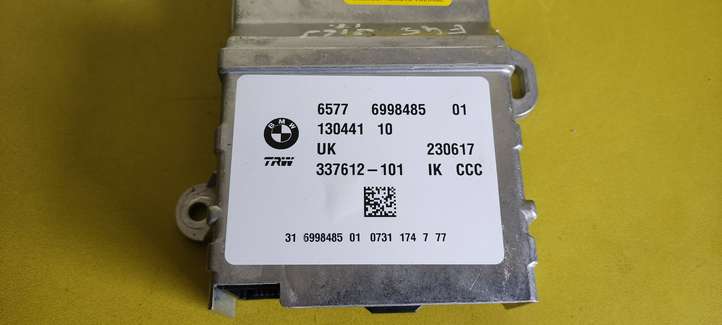 6577 6998485 01
BMW
130441 10
UK 230617
TRW
337612-101 IK CCC
31 6998485 01 0731 174 7 77